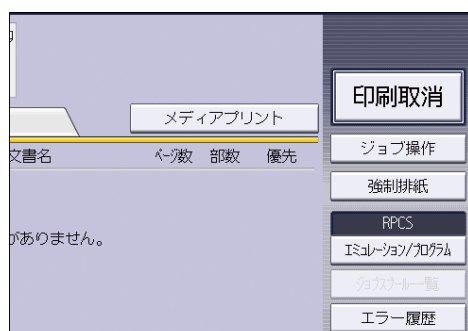 印刷取消
メディアプリント
文書名 ページ数 部数 優先
ジョブ操作
強制排紙
がありません。
RPCS
エミュレーション/プログラム
ジョブスプール一覧
エラー履歴